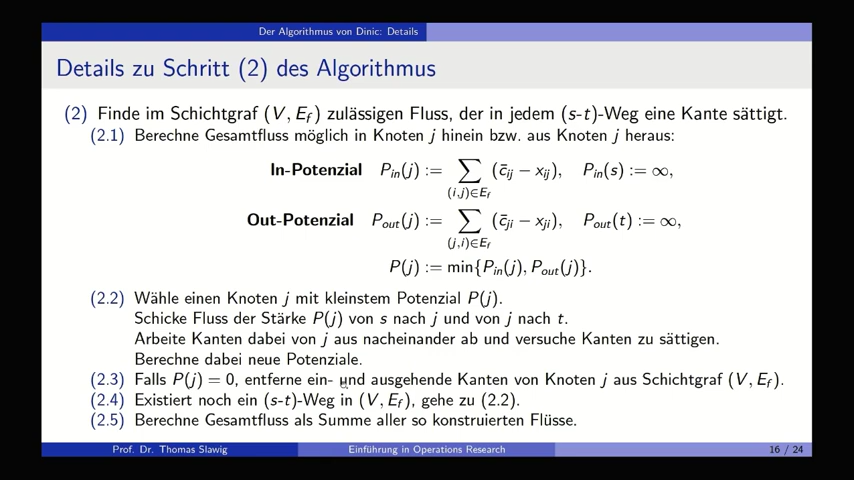 Der Algorithmus von Dinic: Details
Details zu Schritt (2) des Algorithmus
(2) Finde im Schichtgraf (V, E_f) zulässigen Fluss, der in jedem (s-t)-Weg eine Kante sättigt.
(2.1) Berechne Gesamtfluss möglich in Knoten j hinein bzw. aus Knoten j heraus:
In-Potenzial P_in(j) := ∑_{(i,j)∈E_f} (c̄_ij − x_ij), P_in(s) := ∞,
Out-Potenzial P_out(j) := ∑_{(j,i)∈E_f} (c̄_ji − x_ji), P_out(t) := ∞,
P(j) := min{P_in(j), P_out(j)}.
(2.2) Wähle einen Knoten j mit kleinstem Potenzial P(j).
Schicke Fluss der Stärke P(j) von s nach j und von j nach t.
Arbeite Kanten dabei von j aus nacheinander ab und versuche Kanten zu sättigen.
Berechne dabei neue Potenziale.
(2.3) Falls P(j) = 0, entferne ein- und ausgehende Kanten von Knoten j aus Schichtgraf (V, E_f).
(2.4) Existiert noch ein (s-t)-Weg in (V, E_f), gehe zu (2.2).
(2.5) Berechne Gesamtfluss als Summe aller so konstruierten Flüsse.
Prof. Dr. Thomas Slawig Einführung in Operations Research 16 / 24